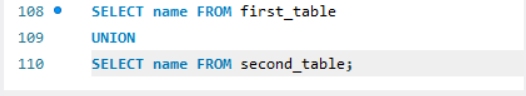 108 SELECT name FROM first_table
109 UNION
110 SELECT name FROM second_table;